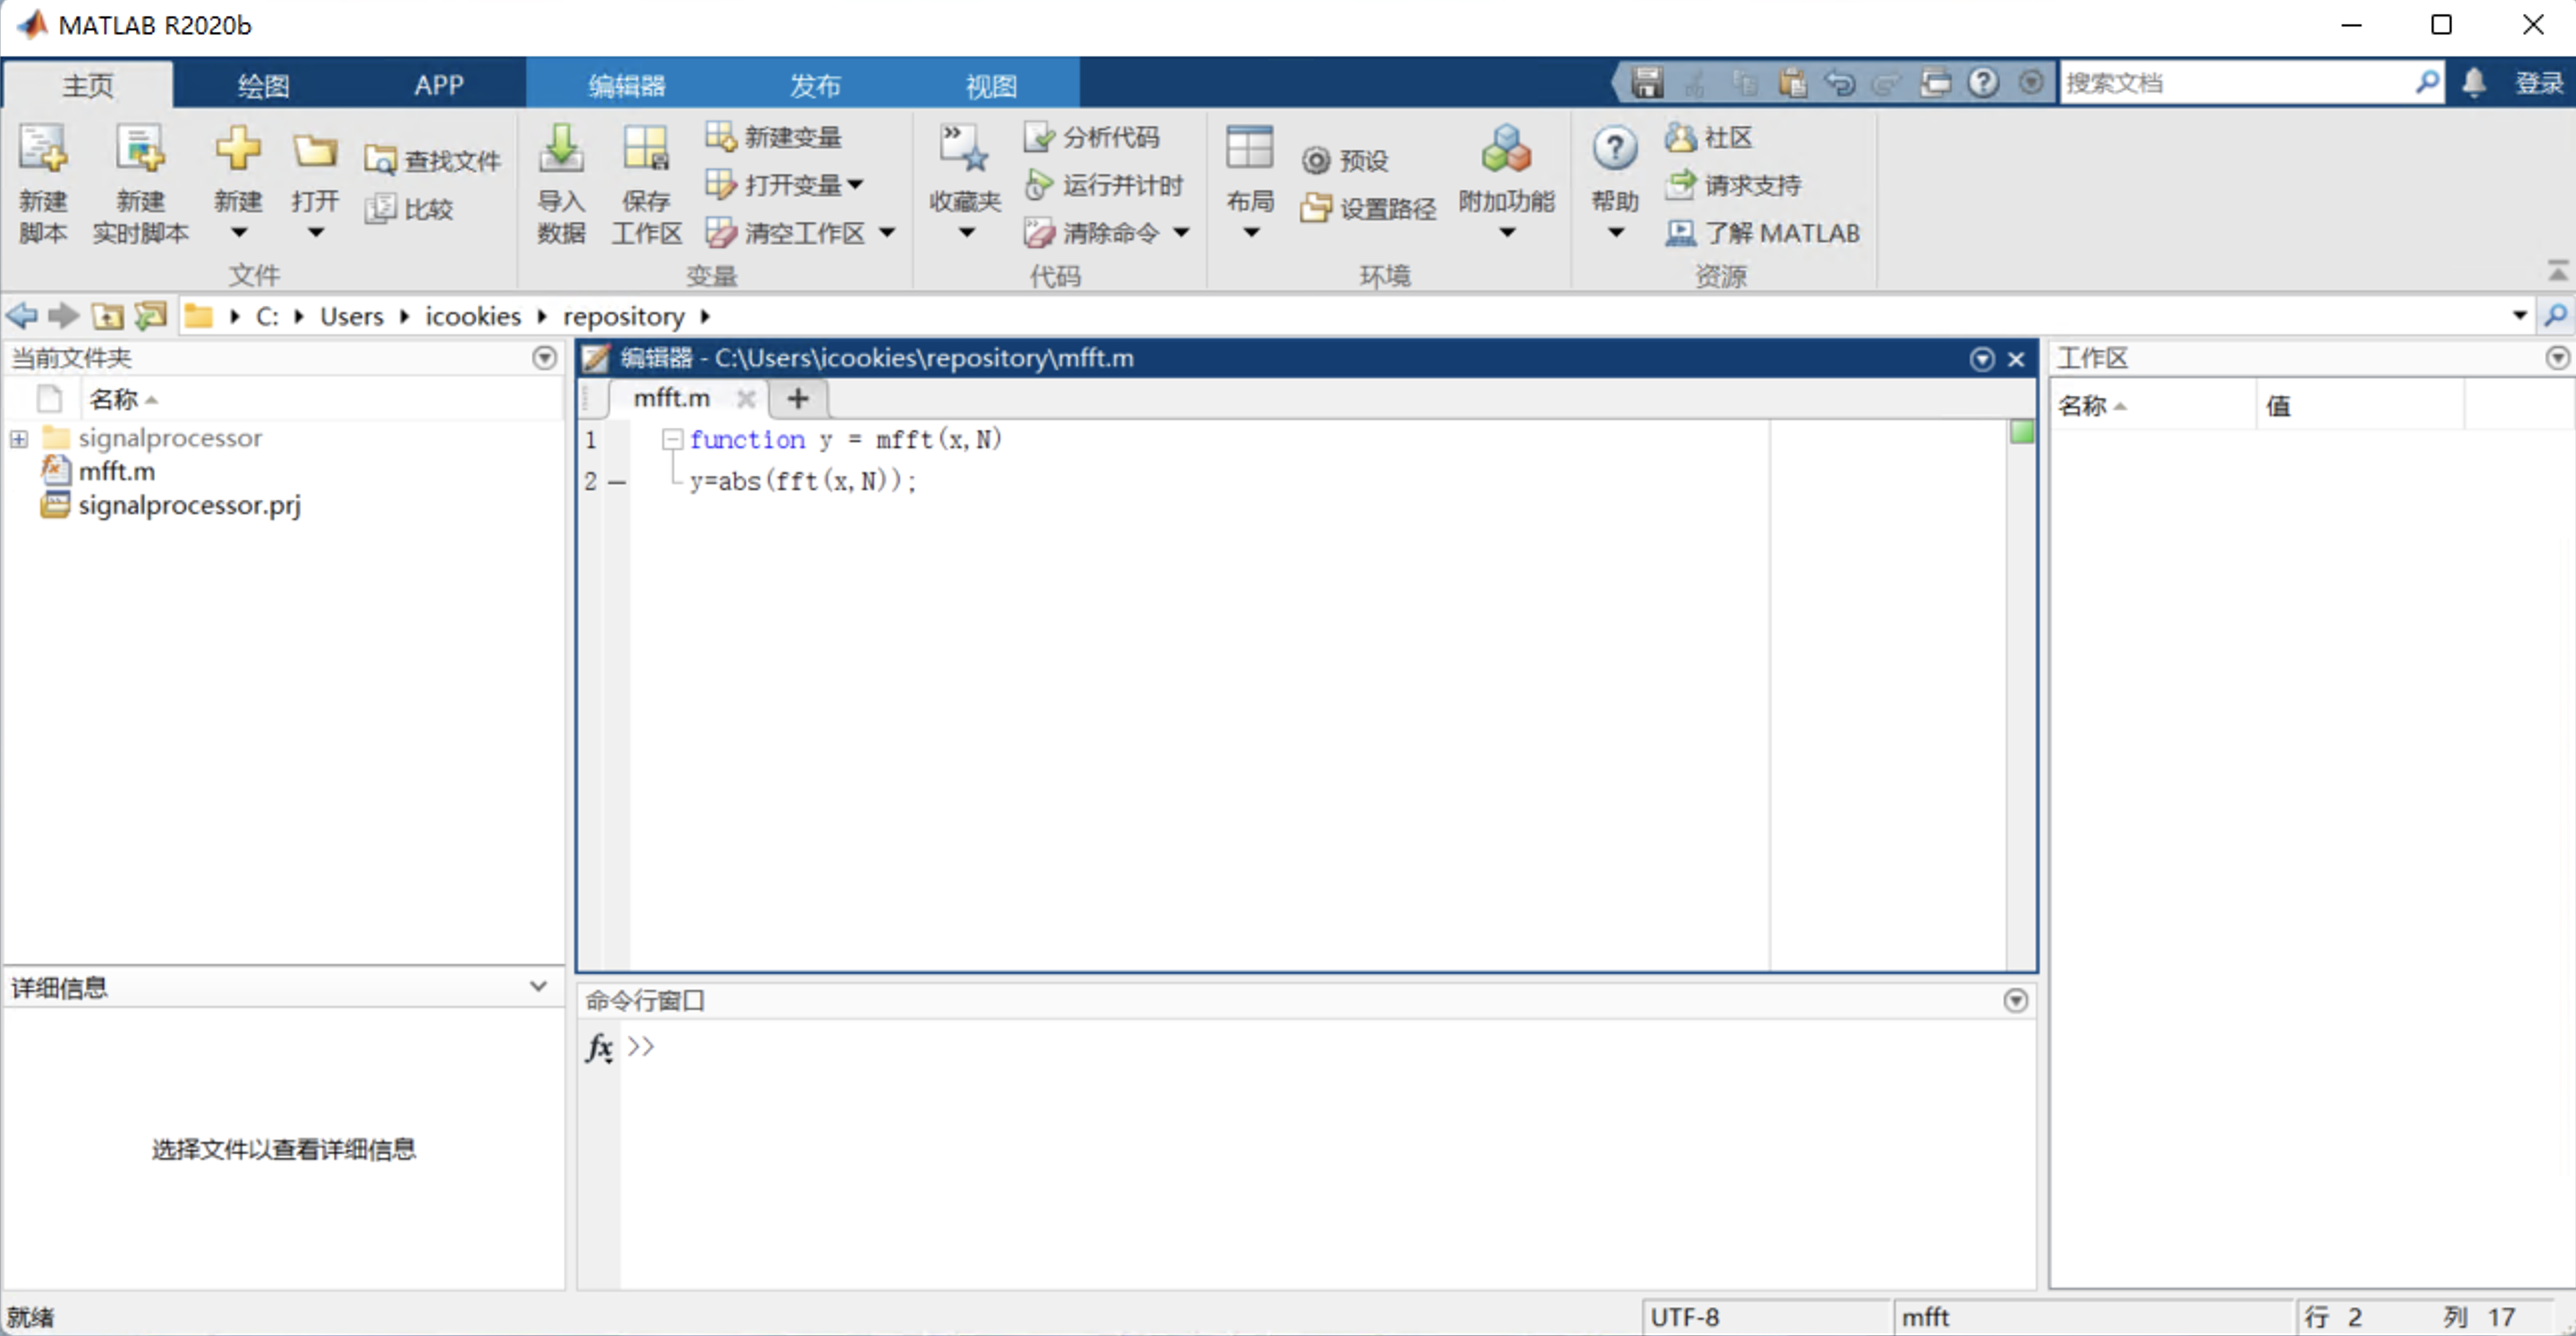 MATLAB R2020b
主页 绘图 APP 编辑器 发布 视图 搜索文档 登录
新建 脚本
新建 实时脚本
新建
打开
查找文件
比较
文件
导入 数据
保存 工作区
新建变量
打开变量
清空工作区
变量
收藏夹
分析代码
运行并计时
清除命令
代码
布局
预设
设置路径
附加功能
环境
帮助
社区
请求支持
了解 MATLAB
资源
C: Users icookies repository
当前文件夹
名称
signalprocessor
mfft.m
signalprocessor.prj
详细信息
选择文件以查看详细信息
编辑器 - C:\Users\icookies\repository\mfft.m
mfft.m
1 function y = mfft(x,N)
2 y=abs(fft(x,N));
命令行窗口
fx >>
工作区
名称 值
就绪
UTF-8 mfft 行 2 列 17